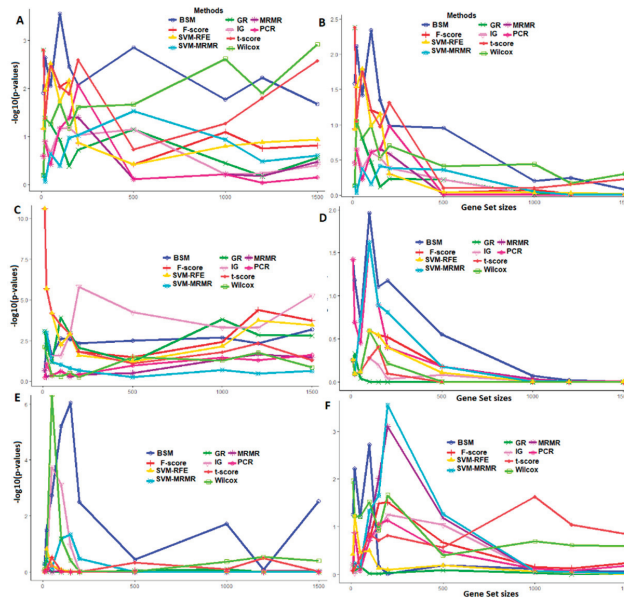 A
Methods
BSM GR MRMR
F-score IG PCR
SVM-RFE t-score
SVM-MRMR Wilcox
-log10(p-values)
3
2
1
0
0 500 1000 1500
B
Methods
BSM GR MRMR
F-score IG PCR
SVM-RFE t-score
SVM-MRMR Wilcox
2.5
2.0
1.5
1.0
0.5
0.0
500 1000
Gene Set sizes
C
BSM GR MRMR
F-score IG PCR
SVM-RFE t-score
SVM-MRMR Wilcox
-log10(p-values)
10.0
7.5
5.0
2.5
0.0
0 500 1000 1500
D
BSM GR MRMR
F-score IG PCR
SVM-RFE t-score
SVM-MRMR Wilcox
2.0
1.5
1.0
0.5
0.0
500 1000
Gene Set sizes
E
BSM GR MRMR
F-score IG PCR
SVM-RFE t-score
SVM-MRMR Wilcox
-log10(p-values)
6
4
2
0
0 500 1000 1500
F
BSM GR MRMR
F-score IG PCR
SVM-RFE t-score
SVM-MRMR Wilcox
4
3
2
1
0
500 1000
Gene Set sizes